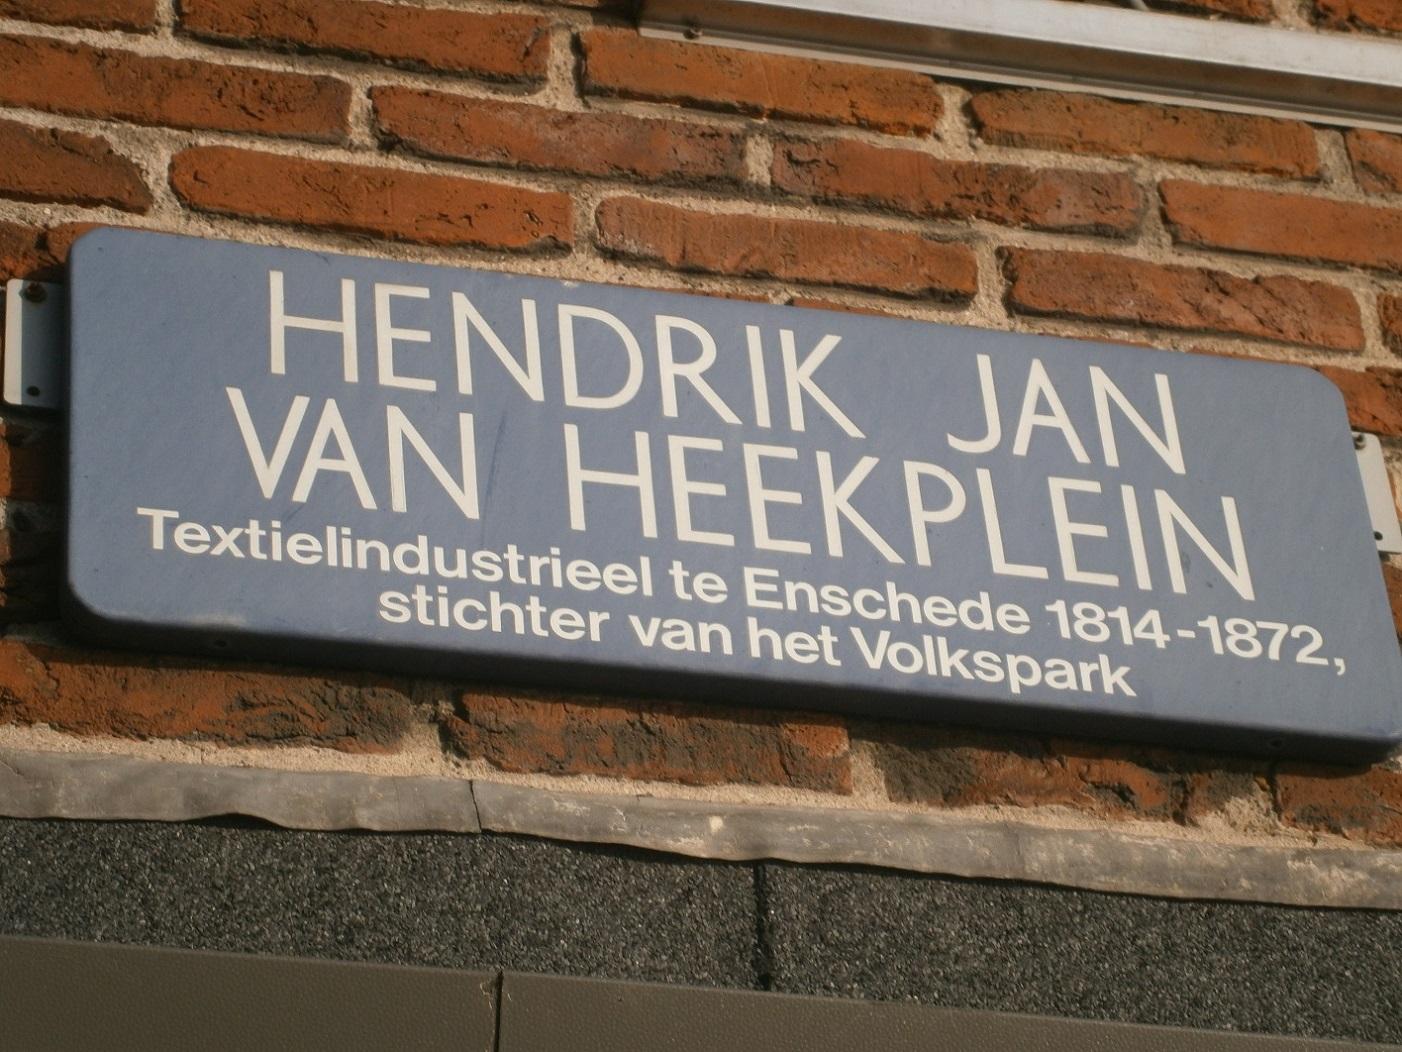 HENDRIK JAN
VAN HEEKPLEIN
Textielindustrieel te Enschede 1814-1872,
stichter van het Volkspark